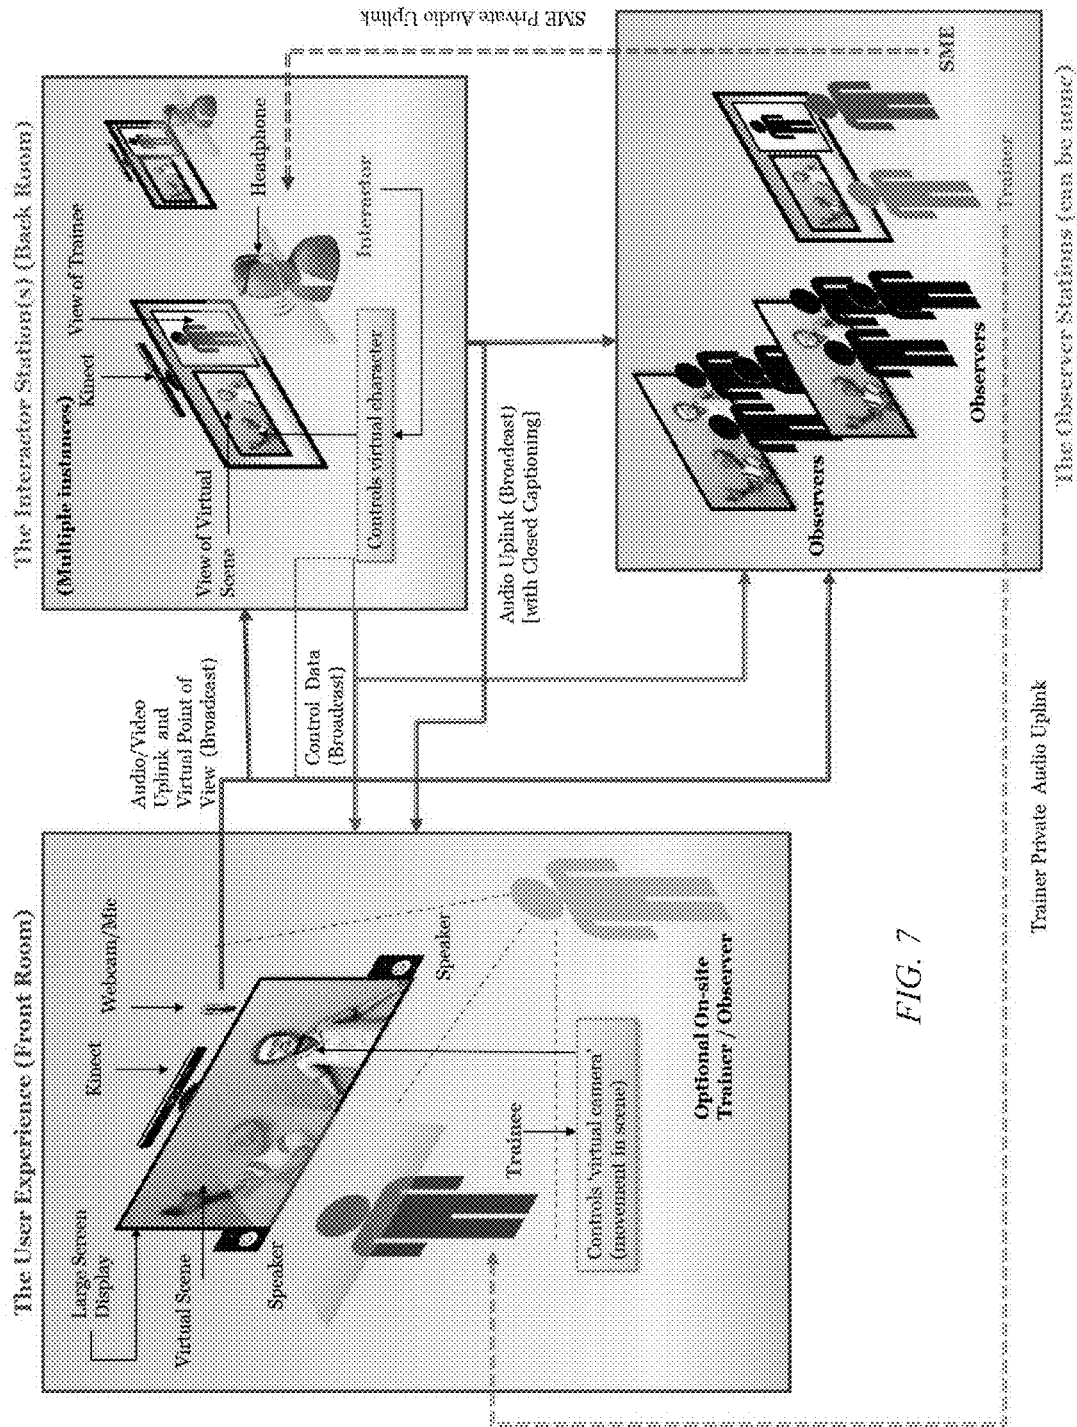 The User Experience (Front Room)
Large Screen
Display
Virtual Scene
Kinect
Webcam/Mic
Speaker
Speaker
Trainee
Controls 'virtual camera'
(movement in scene)
Optional On-site
Trainer / Observer
Audio/Video
Uplink and
Virtual Point of
View (Broadcast)
Control Data
(Broadcast)
Audio Uplink (Broadcast)
[with Closed Captioning]
The Interactor Station(s) (Back Room)
(Multiple instances)
Kinect
View of Trainee
View of Virtual
Scene
Headphone
Interactor
Controls virtual character
SME Private Audio Uplink
Observers
Observers
SME
Trainer
The Observer Stations (can be none)
Trainer Private Audio Uplink
FIG. 7